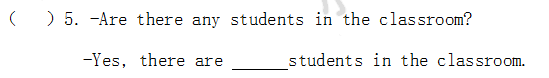 (    ) 5. -Are there any students in the classroom?
-Yes, there are ______students in the classroom.